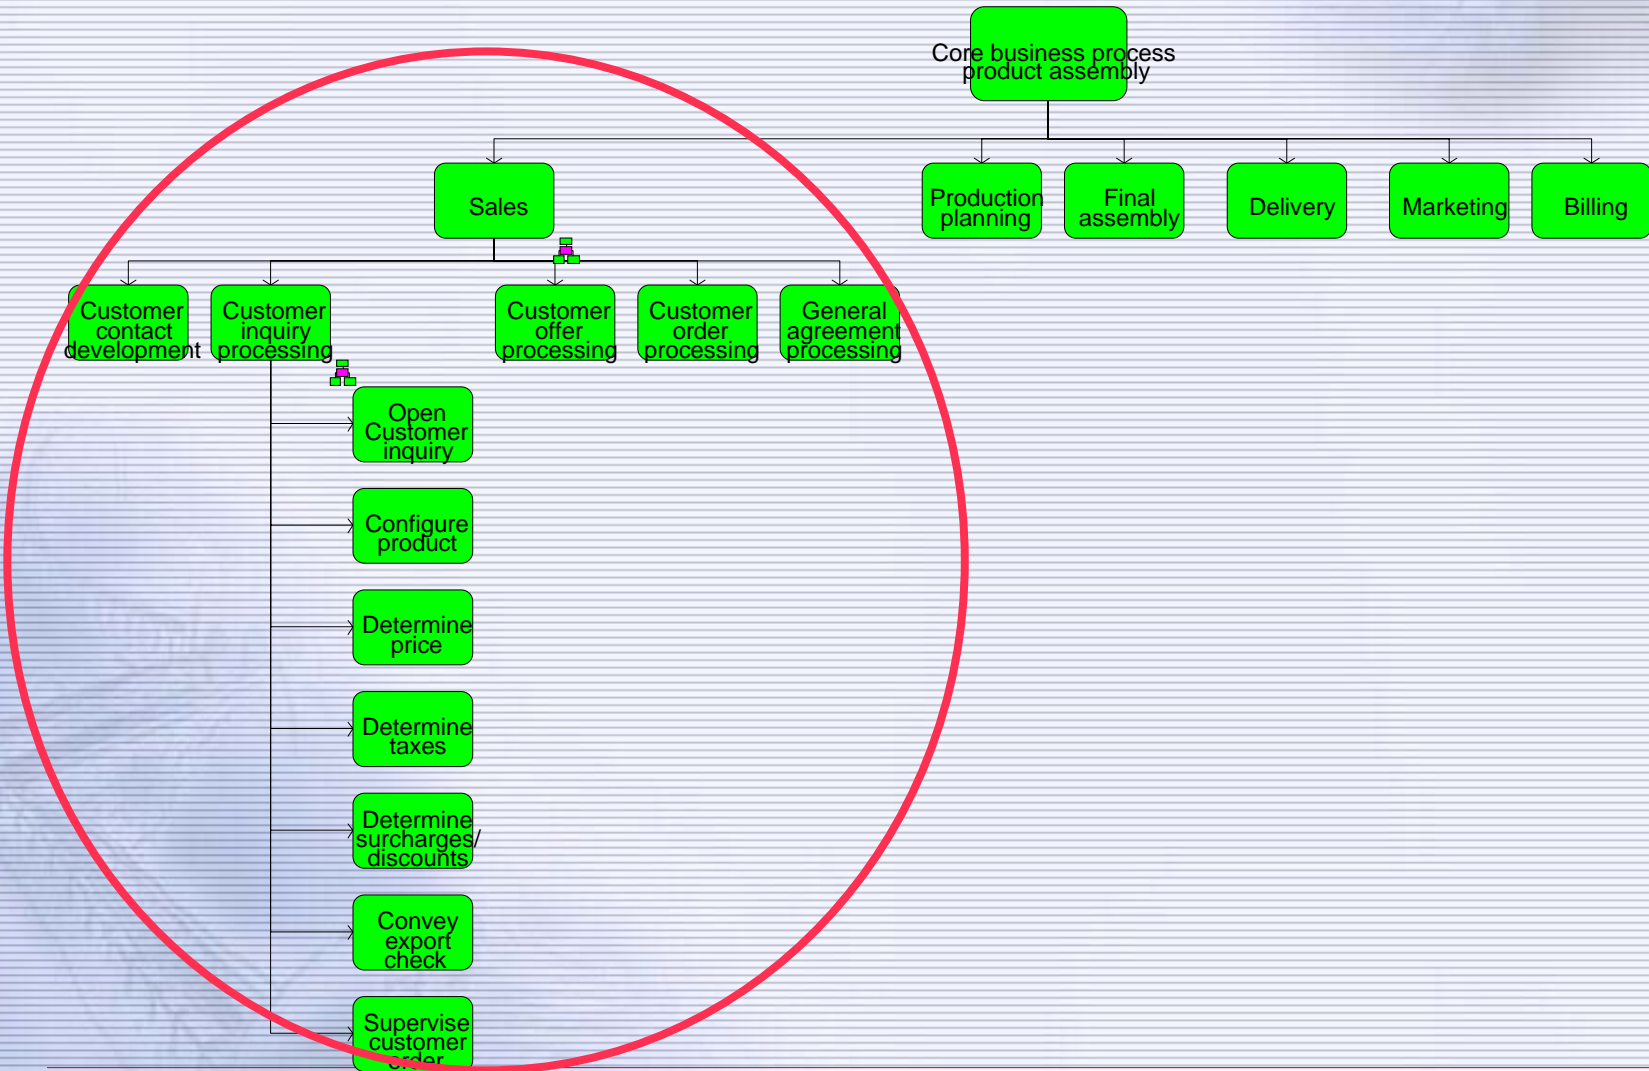 Core business process
product assembly
Sales
Production
planning
Final
assembly
Delivery
Marketing
Billing
Customer
contact
development
Customer
inquiry
processing
Customer
offer
processing
Customer
order
processing
General
agreement
processing
Open
Customer
inquiry
Configure
product
Determine
price
Determine
taxes
Determine
surcharges/
discounts
Convey
export
check
Supervise
customer
order